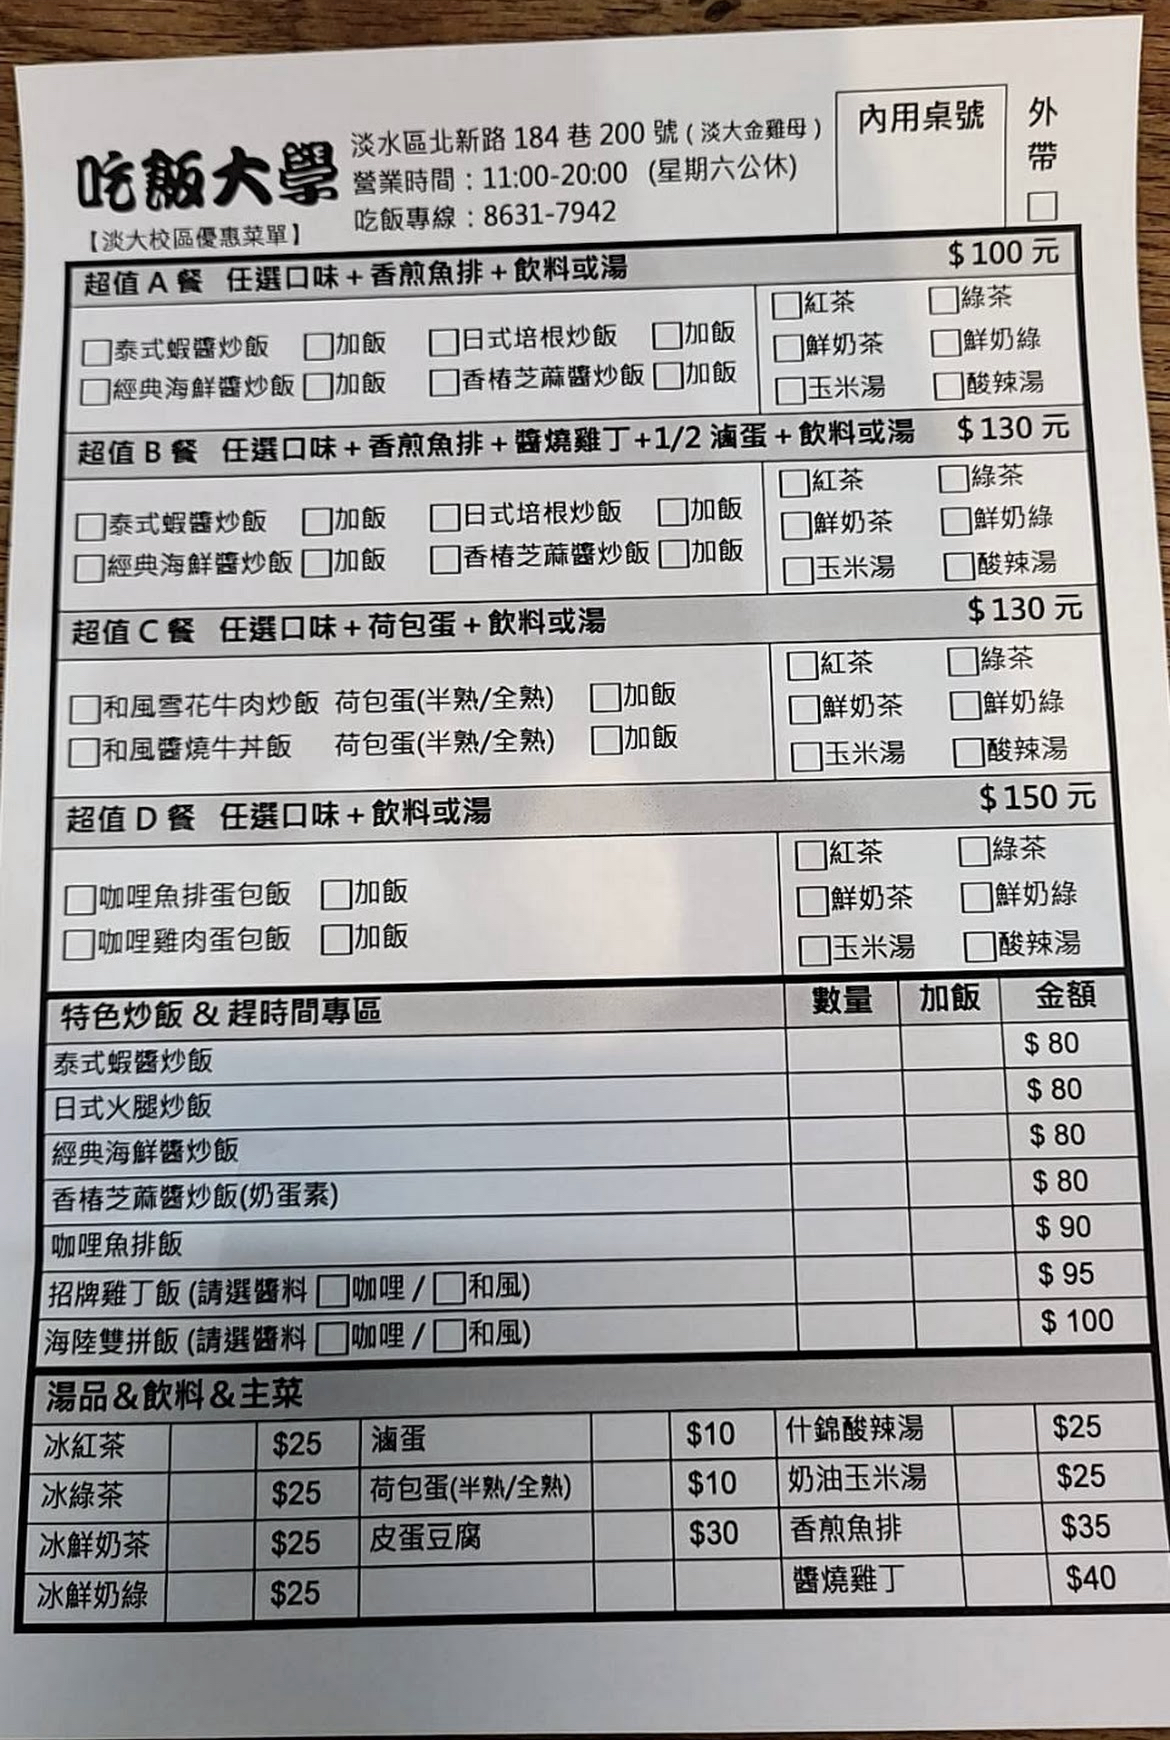 吃飯大學
【淡大校區優惠菜單】
淡水區北新路 184 巷 200 號 ( 淡大金雞母 )
營業時間：11:00-20:00 (星期六公休)
吃飯專線：8631-7942
內用桌號
外帶 □
超值 A 餐 任選口味＋香煎魚排＋飲料或湯 $ 100 元
□泰式蝦醬炒飯 □加飯 □日式培根炒飯 □加飯
□經典海鮮醬炒飯 □加飯 □香椿芝麻醬炒飯 □加飯
□紅茶 □綠茶
□鮮奶茶 □鮮奶綠
□玉米湯 □酸辣湯
超值 B 餐 任選口味＋香煎魚排＋醬燒雞丁+1/2 滷蛋＋飲料或湯 $ 130 元
□泰式蝦醬炒飯 □加飯 □日式培根炒飯 □加飯
□經典海鮮醬炒飯 □加飯 □香椿芝麻醬炒飯 □加飯
□紅茶 □綠茶
□鮮奶茶 □鮮奶綠
□玉米湯 □酸辣湯
超值 C 餐 任選口味＋荷包蛋＋飲料或湯 $ 130 元
□和風雪花牛肉炒飯 荷包蛋(半熟/全熟) □加飯
□和風醬燒牛丼飯 荷包蛋(半熟/全熟) □加飯
□紅茶 □綠茶
□鮮奶茶 □鮮奶綠
□玉米湯 □酸辣湯
超值 D 餐 任選口味＋飲料或湯 $ 150 元
□咖哩魚排蛋包飯 □加飯
□咖哩雞肉蛋包飯 □加飯
□紅茶 □綠茶
□鮮奶茶 □鮮奶綠
□玉米湯 □酸辣湯
特色炒飯 & 趕時間專區 數量 加飯 金額
泰式蝦醬炒飯 $ 80
日式火腿炒飯 $ 80
經典海鮮醬炒飯 $ 80
香椿芝麻醬炒飯(奶蛋素) $ 80
咖哩魚排飯 $ 90
招牌雞丁飯 (請選醬料 □咖哩 / □和風) $ 95
海陸雙拼飯 (請選醬料 □咖哩 / □和風) $ 100
湯品＆飲料＆主菜
冰紅茶 $25 滷蛋 $10 什錦酸辣湯 $25
冰綠茶 $25 荷包蛋(半熟/全熟) $10 奶油玉米湯 $25
冰鮮奶茶 $25 皮蛋豆腐 $30 香煎魚排 $35
冰鮮奶綠 $25 醬燒雞丁 $40